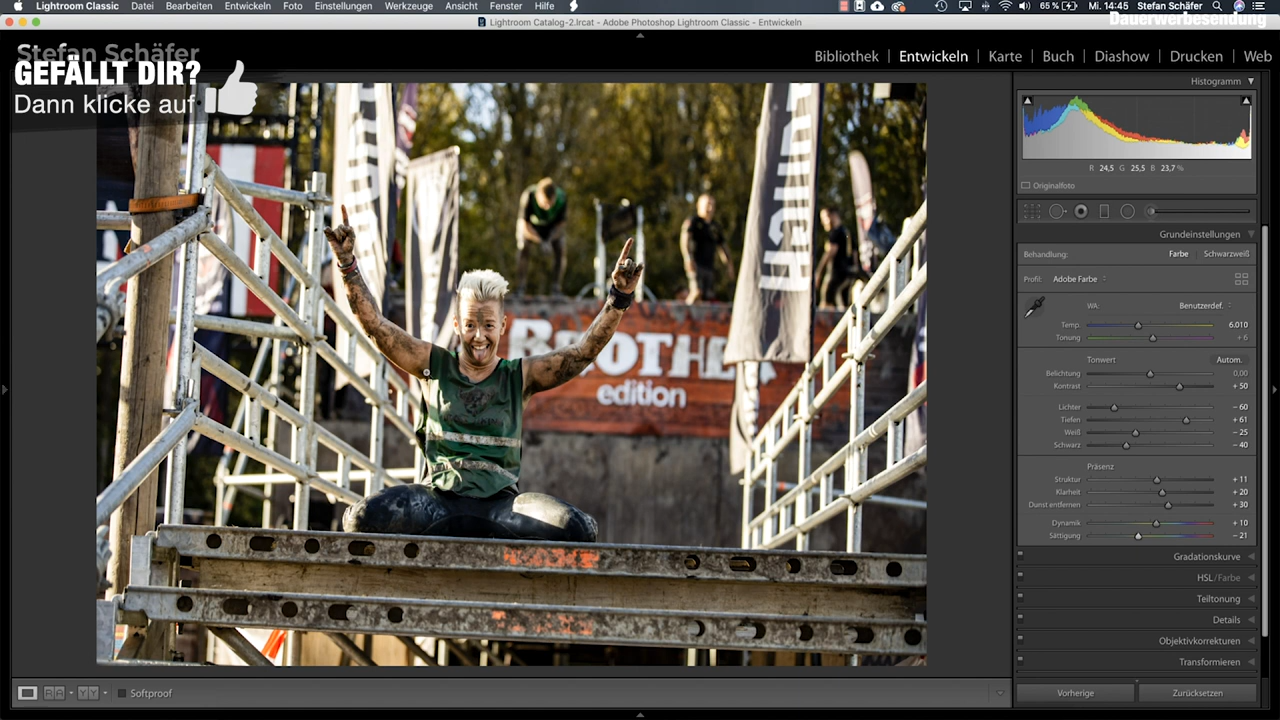 Lightroom Classic Datei Bearbeiten Entwickeln Foto Einstellungen Werkzeuge Ansicht Fenster Hilfe 65 % Mi. 14:45 Stefan Schäfer
Dauerwerbesendung
Lightroom Catalog-2.lrcat - Adobe Photoshop Lightroom Classic - Entwickeln
Stefan Schäfer
GEFÄLLT DIR?
Dann klicke auf
Bibliothek | Entwickeln | Karte | Buch | Diashow | Drucken | Web
Histogramm
R 24,5 G 25,5 B 23,7 %
Originalfoto
Grundeinstellungen
Behandlung: Farbe Schwarzweiß
Profil: Adobe Farbe
WA: Benutzerdef.
Temp. 6.010
Tonung + 6
Tonwert Autom.
Belichtung 0,00
Kontrast + 50
Lichter − 60
Tiefen + 61
Weiß − 25
Schwarz − 40
Präsenz
Struktur + 11
Klarheit + 20
Dunst entfernen + 30
Dynamik + 10
Sättigung − 21
Gradationskurve
HSL / Farbe
Teiltonung
Details
Objektivkorrekturen
Transformieren
BROTHE
edition
RA YY Softproof
Vorherige Zurücksetzen